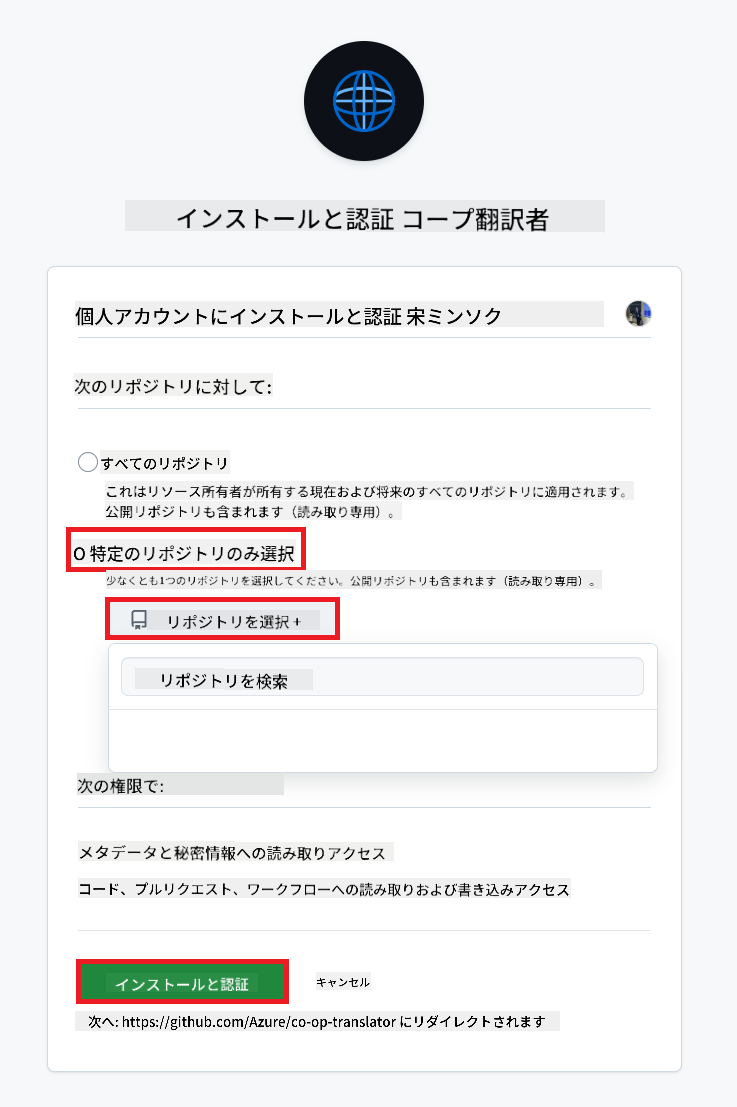 インストールと認証 コープ翻訳者
個人アカウントにインストールと認証 宋ミンソク
次のリポジトリに対して:
すべてのリポジトリ
これはリソース所有者が所有する現在および将来のすべてのリポジトリに適用されます。
公開リポジトリも含まれます（読み取り専用）。
O 特定のリポジトリのみ選択
少なくとも1つのリポジトリを選択してください。公開リポジトリも含まれます（読み取り専用）。
リポジトリを選択 +
リポジトリを検索
次の権限で:
メタデータと秘密情報への読み取りアクセス
コード、プルリクエスト、ワークフローへの読み取りおよび書き込みアクセス
インストールと認証
キャンセル
次へ: https://github.com/Azure/co-op-translator にリダイレクトされます